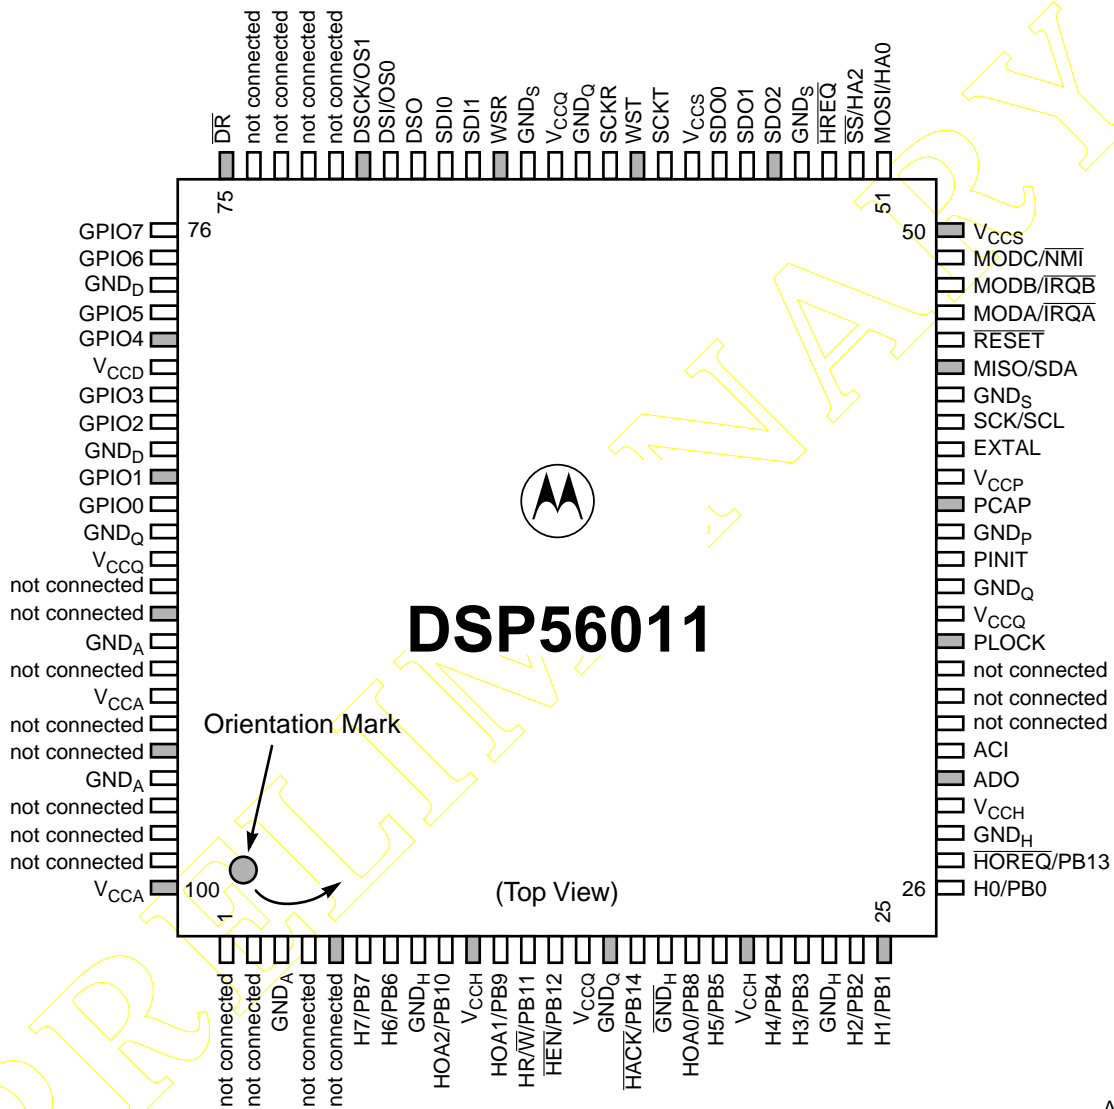 DR
not connected
not connected
not connected
not connected
DSCK/OS1
DSI/OS0
DSO
SDI0
SDI1
WSR
GNDS
VCCQ
GNDQ
SCKR
WST
SCKT
VCCS
SDO0
SDO1
SDO2
GNDS
HREQ
SS/HA2
MOSI/HA0
75
51
76
50
GPIO7
GPIO6
GNDD
GPIO5
GPIO4
VCCD
GPIO3
GPIO2
GNDD
GPIO1
GPIO0
GNDQ
VCCQ
not connected
not connected
GNDA
not connected
VCCA
not connected
not connected
GNDA
not connected
not connected
not connected
VCCA
VCCS
MODC/NMI
MODB/IRQB
MODA/IRQA
RESET
MISO/SDA
GNDS
SCK/SCL
EXTAL
VCCP
PCAP
GNDP
PINIT
GNDQ
VCCQ
PLOCK
not connected
not connected
not connected
ACI
ADO
VCCH
GNDH
HOREQ/PB13
H0/PB0
DSP56011
Orientation Mark
(Top View)
100
26
1
25
not connected
not connected
GNDA
not connected
not connected
H7/PB7
H6/PB6
GNDH
HOA2/PB10
VCCH
HOA1/PB9
HR/W/PB11
HEN/PB12
VCCQ
GNDQ
HACK/PB14
GNDH
HOA0/PB8
H5/PB5
VCCH
H4/PB4
H3/PB3
GNDH
H2/PB2
H1/PB1
PRELIMINARY